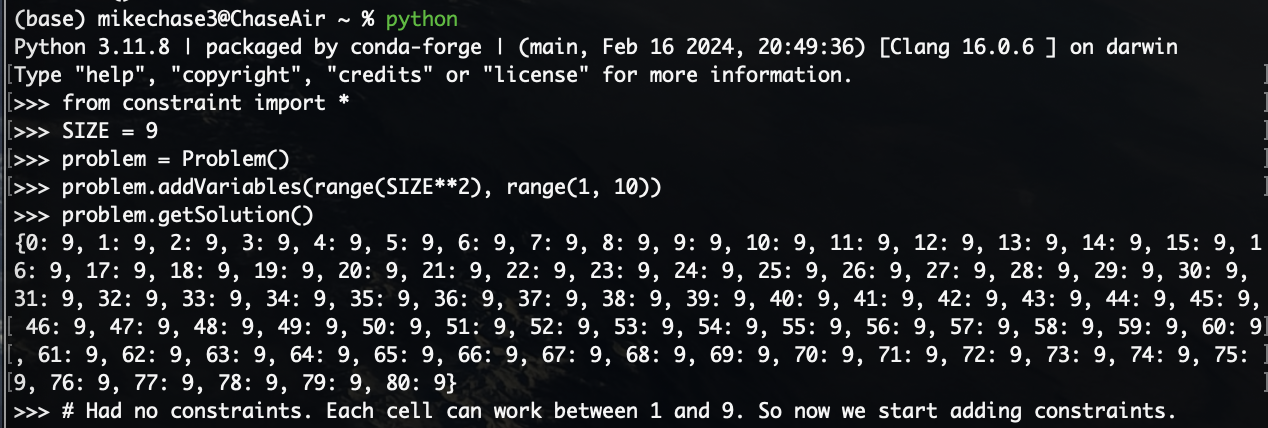 (base) mikechase3@ChaseAir ~ % python
Python 3.11.8 | packaged by conda-forge | (main, Feb 16 2024, 20:49:36) [Clang 16.0.6 ] on darwin
Type "help", "copyright", "credits" or "license" for more information.
>>> from constraint import *
>>> SIZE = 9
>>> problem = Problem()
>>> problem.addVariables(range(SIZE**2), range(1, 10))
>>> problem.getSolution()
{0: 9, 1: 9, 2: 9, 3: 9, 4: 9, 5: 9, 6: 9, 7: 9, 8: 9, 9: 9, 10: 9, 11: 9, 12: 9, 13: 9, 14: 9, 15: 9, 1
6: 9, 17: 9, 18: 9, 19: 9, 20: 9, 21: 9, 22: 9, 23: 9, 24: 9, 25: 9, 26: 9, 27: 9, 28: 9, 29: 9, 30: 9,
31: 9, 32: 9, 33: 9, 34: 9, 35: 9, 36: 9, 37: 9, 38: 9, 39: 9, 40: 9, 41: 9, 42: 9, 43: 9, 44: 9, 45: 9,
46: 9, 47: 9, 48: 9, 49: 9, 50: 9, 51: 9, 52: 9, 53: 9, 54: 9, 55: 9, 56: 9, 57: 9, 58: 9, 59: 9, 60: 9
, 61: 9, 62: 9, 63: 9, 64: 9, 65: 9, 66: 9, 67: 9, 68: 9, 69: 9, 70: 9, 71: 9, 72: 9, 73: 9, 74: 9, 75:
9, 76: 9, 77: 9, 78: 9, 79: 9, 80: 9}
>>> # Had no constraints. Each cell can work between 1 and 9. So now we start adding constraints.